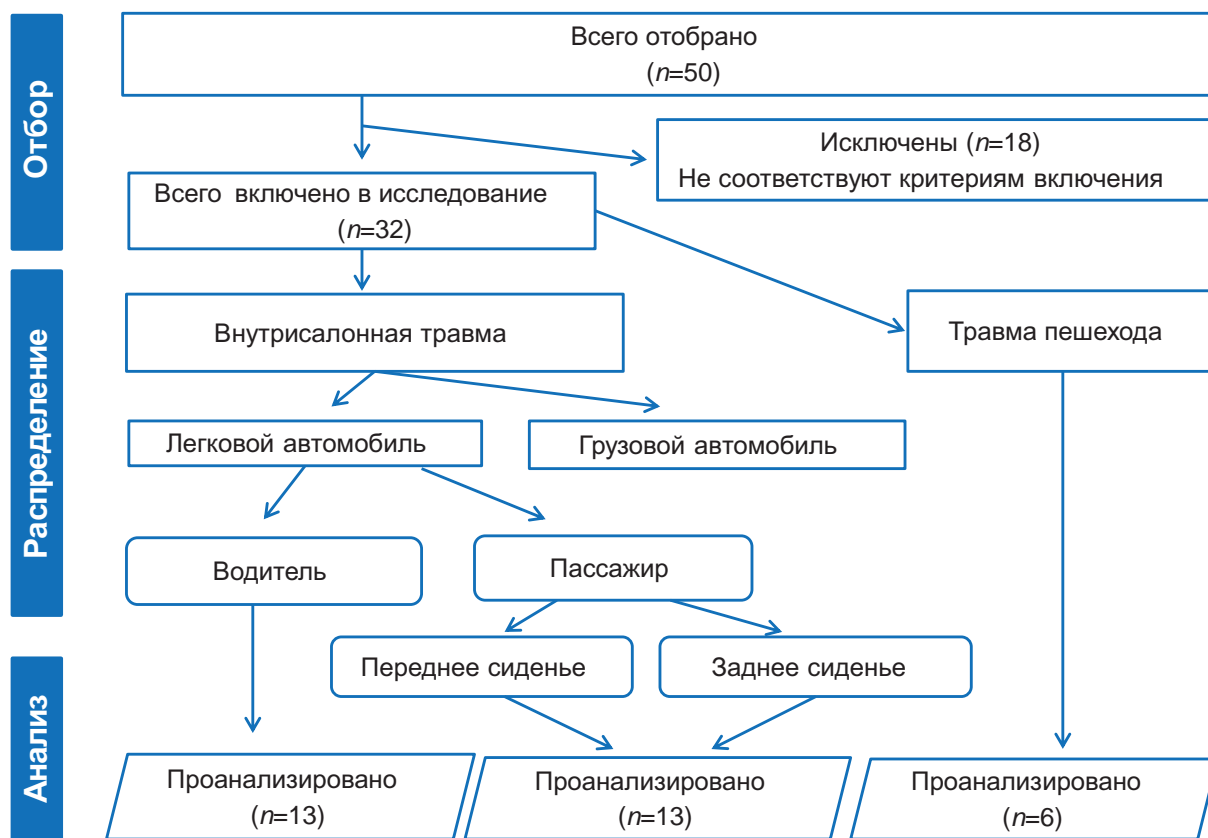 Отбор
Всего отобрано
(n=50)
Исключены (n=18)
Не соответствуют критериям включения
Всего включено в исследование
(n=32)
Распределение
Внутрисалонная травма
Травма пешехода
Легковой автомобиль
Грузовой автомобиль
Водитель
Пассажир
Переднее сиденье
Заднее сиденье
Анализ
Проанализировано
(n=13)
Проанализировано
(n=13)
Проанализировано
(n=6)